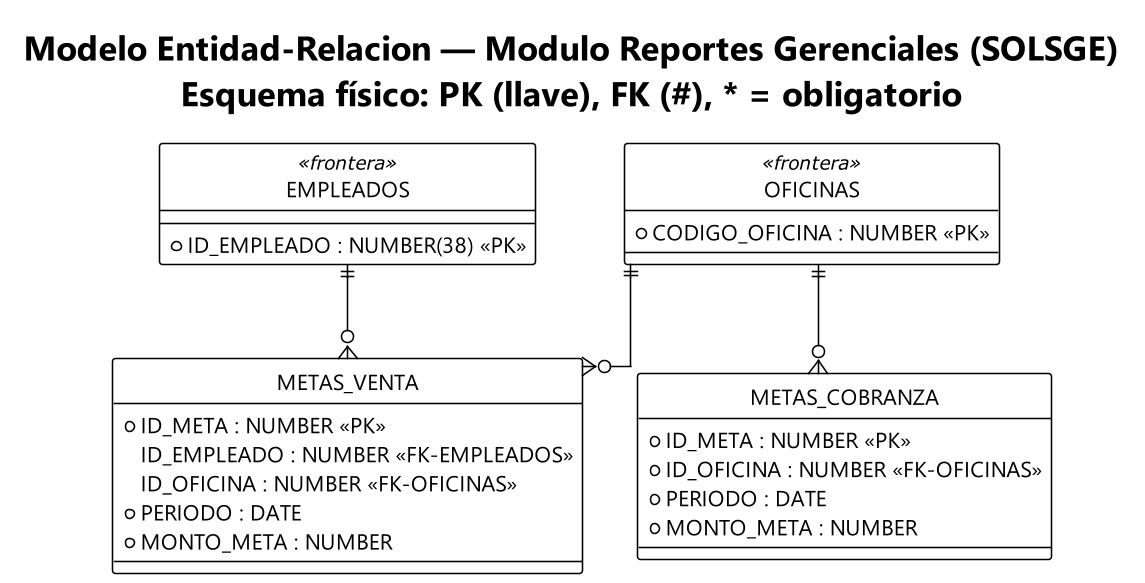 Modelo Entidad-Relacion — Modulo Reportes Gerenciales (SOLSGE)
Esquema físico: PK (llave), FK (#), * = obligatorio
«frontera»
EMPLEADOS
ID_EMPLEADO : NUMBER(38) «PK»
«frontera»
OFICINAS
CODIGO_OFICINA : NUMBER «PK»
METAS_VENTA
ID_META : NUMBER «PK»
ID_EMPLEADO : NUMBER «FK-EMPLEADOS»
ID_OFICINA : NUMBER «FK-OFICINAS»
PERIODO : DATE
MONTO_META : NUMBER
METAS_COBRANZA
ID_META : NUMBER «PK»
ID_OFICINA : NUMBER «FK-OFICINAS»
PERIODO : DATE
MONTO_META : NUMBER